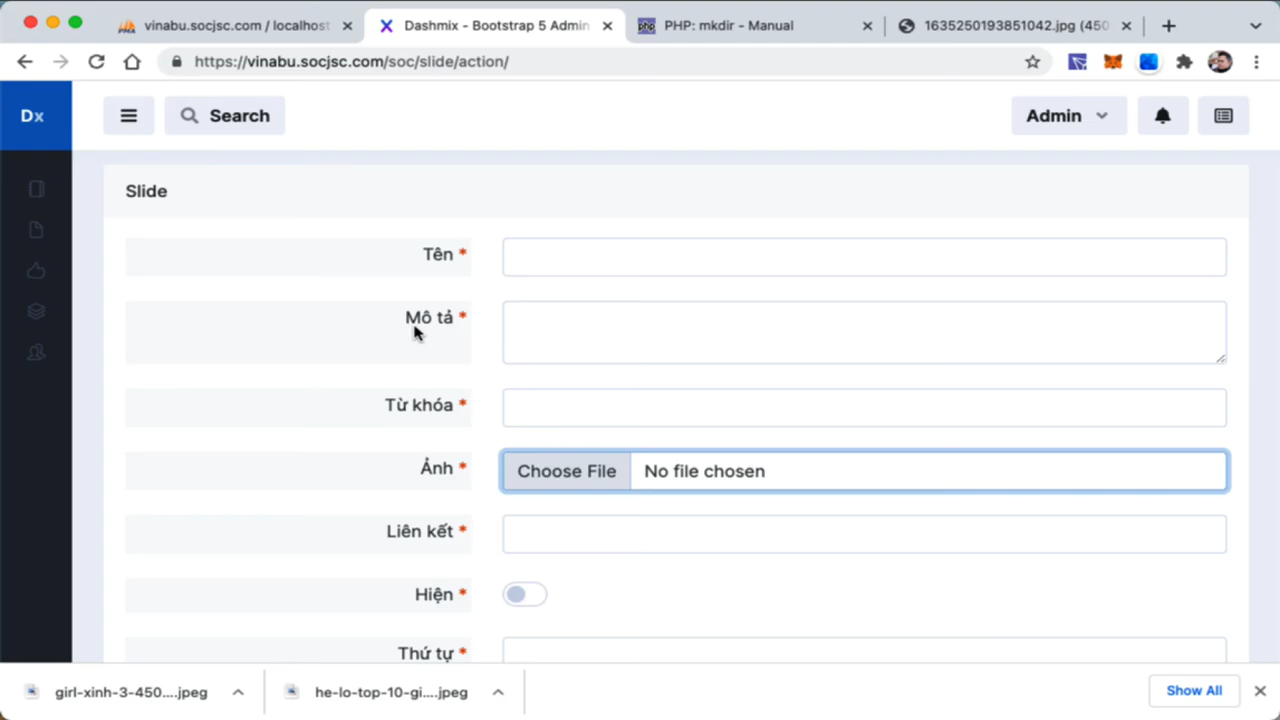 vinabu.socjsc.com / localhost
Dashmix - Bootstrap 5 Admin
php PHP: mkdir - Manual
1635250193851042.jpg (450
https://vinabu.socjsc.com/soc/slide/action/
Dx
Search
Admin
Slide
Tên *
Mô tả *
Từ khóa *
Ảnh *
Choose File No file chosen
Liên kết *
Hiện *
Thứ tự *
girl-xinh-3-450....jpeg
he-lo-top-10-gi....jpeg
Show All